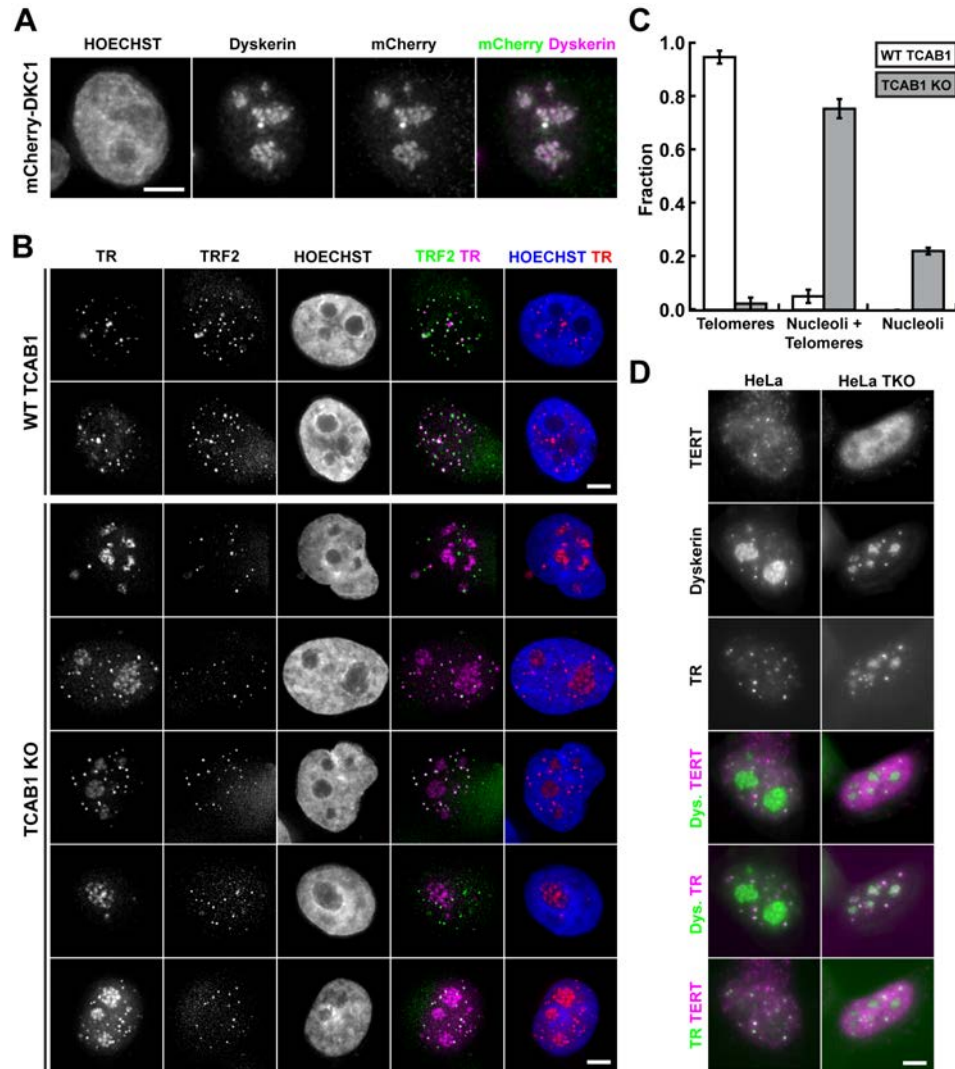 A
HOECHST Dyskerin mCherry mCherry Dyskerin
mCherry-DKC1
B
TR TRF2 HOECHST TRF2 TR HOECHST TR
WT TCAB1
TCAB1 KO
C
1.0
0.8
0.6
0.4
0.2
0.0
Fraction
WT TCAB1
TCAB1 KO
Telomeres Nucleoli + Nucleoli
Telomeres
D
HeLa HeLa TKO
TERT
Dyskerin
TR
Dys. TERT
Dys. TR
TR TERT